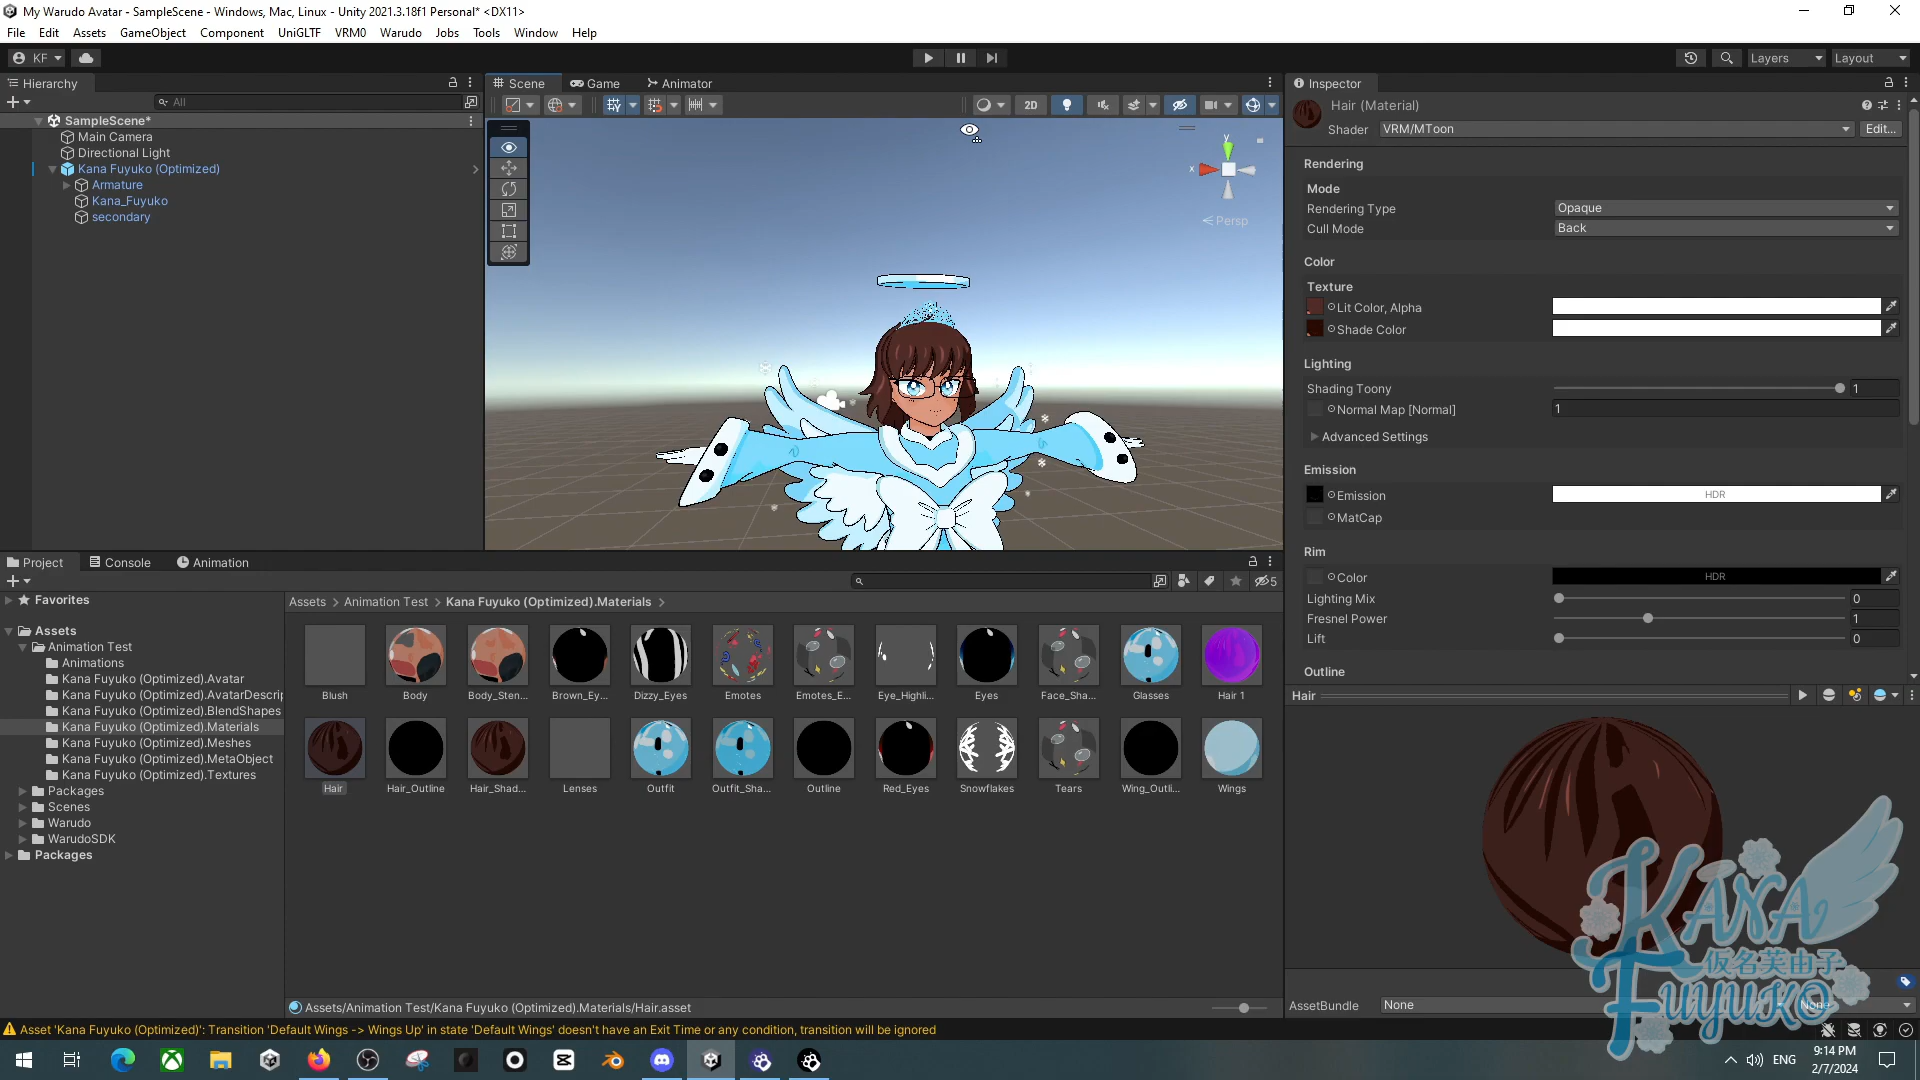 My Warudo Avatar - SampleScene - Windows, Mac, Linux - Unity 2021.3.18f1 Personal* <DX11>
File Edit Assets GameObject Component UniGLTF VRM0 Warudo Jobs Tools Window Help
KF Layers Layout
Hierarchy
All
SampleScene*
Main Camera
Directional Light
Kana Fuyuko (Optimized)
Armature
Kana_Fuyuko
secondary
Scene Game Animator
2D
y
x
Persp
Inspector
Hair (Material)
Shader VRM/MToon Edit...
Rendering
Mode
Rendering Type Opaque
Cull Mode Back
Color
Texture
Lit Color, Alpha
Shade Color
Lighting
Shading Toony 1
Normal Map [Normal] 1
Advanced Settings
Emission
Emission HDR
MatCap
Rim
Color HDR
Lighting Mix 0
Fresnel Power 1
Lift 0
Outline
Hair
AssetBundle None None
Project Console Animation
5
Favorites
Assets
Animation Test
Animations
Kana Fuyuko (Optimized).Avatar
Kana Fuyuko (Optimized).AvatarDescrip
Kana Fuyuko (Optimized).BlendShapes
Kana Fuyuko (Optimized).Materials
Kana Fuyuko (Optimized).Meshes
Kana Fuyuko (Optimized).MetaObject
Kana Fuyuko (Optimized).Textures
Packages
Scenes
Warudo
WarudoSDK
Packages
Assets > Animation Test > Kana Fuyuko (Optimized).Materials >
Blush Body Body_Sten... Brown_Ey... Dizzy_Eyes Emotes Emotes_E... Eye_Highli... Eyes Face_Sha... Glasses Hair 1
Hair Hair_Outline Hair_Shad... Lenses Outfit Outfit_Sha... Outline Red_Eyes Snowflakes Tears Wing_Outli... Wings
Assets/Animation Test/Kana Fuyuko (Optimized).Materials/Hair.asset
KANA
仮名芙由子
FUYUKO
Asset 'Kana Fuyuko (Optimized)': Transition 'Default Wings -> Wings Up' in state 'Default Wings' doesn't have an Exit Time or any condition, transition will be ignored
ENG
9:14 PM
2/7/2024